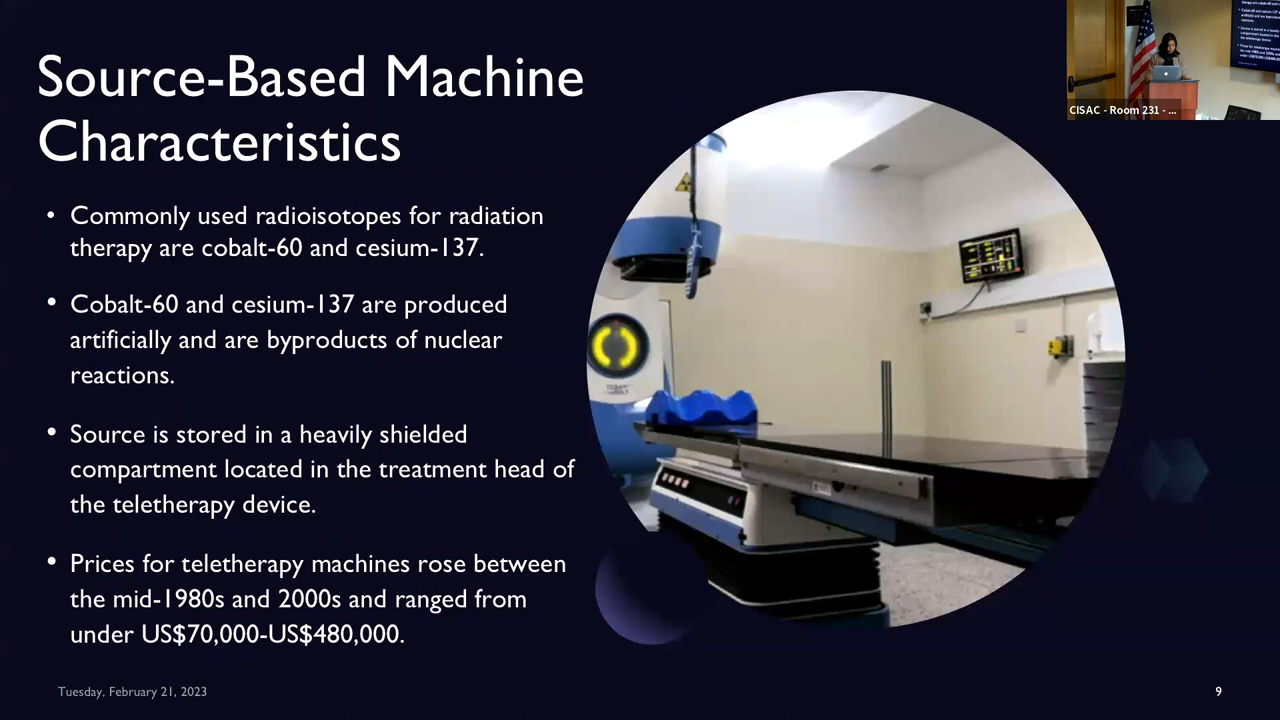 Source-Based Machine
Characteristics
• Commonly used radioisotopes for radiation
therapy are cobalt-60 and cesium-137.
• Cobalt-60 and cesium-137 are produced
artificially and are byproducts of nuclear
reactions.
• Source is stored in a heavily shielded
compartment located in the treatment head of
the teletherapy device.
• Prices for teletherapy machines rose between
the mid-1980s and 2000s and ranged from
under US$70,000-US$480,000.
CISAC - Room 231 - ...
Tuesday, February 21, 2023
9